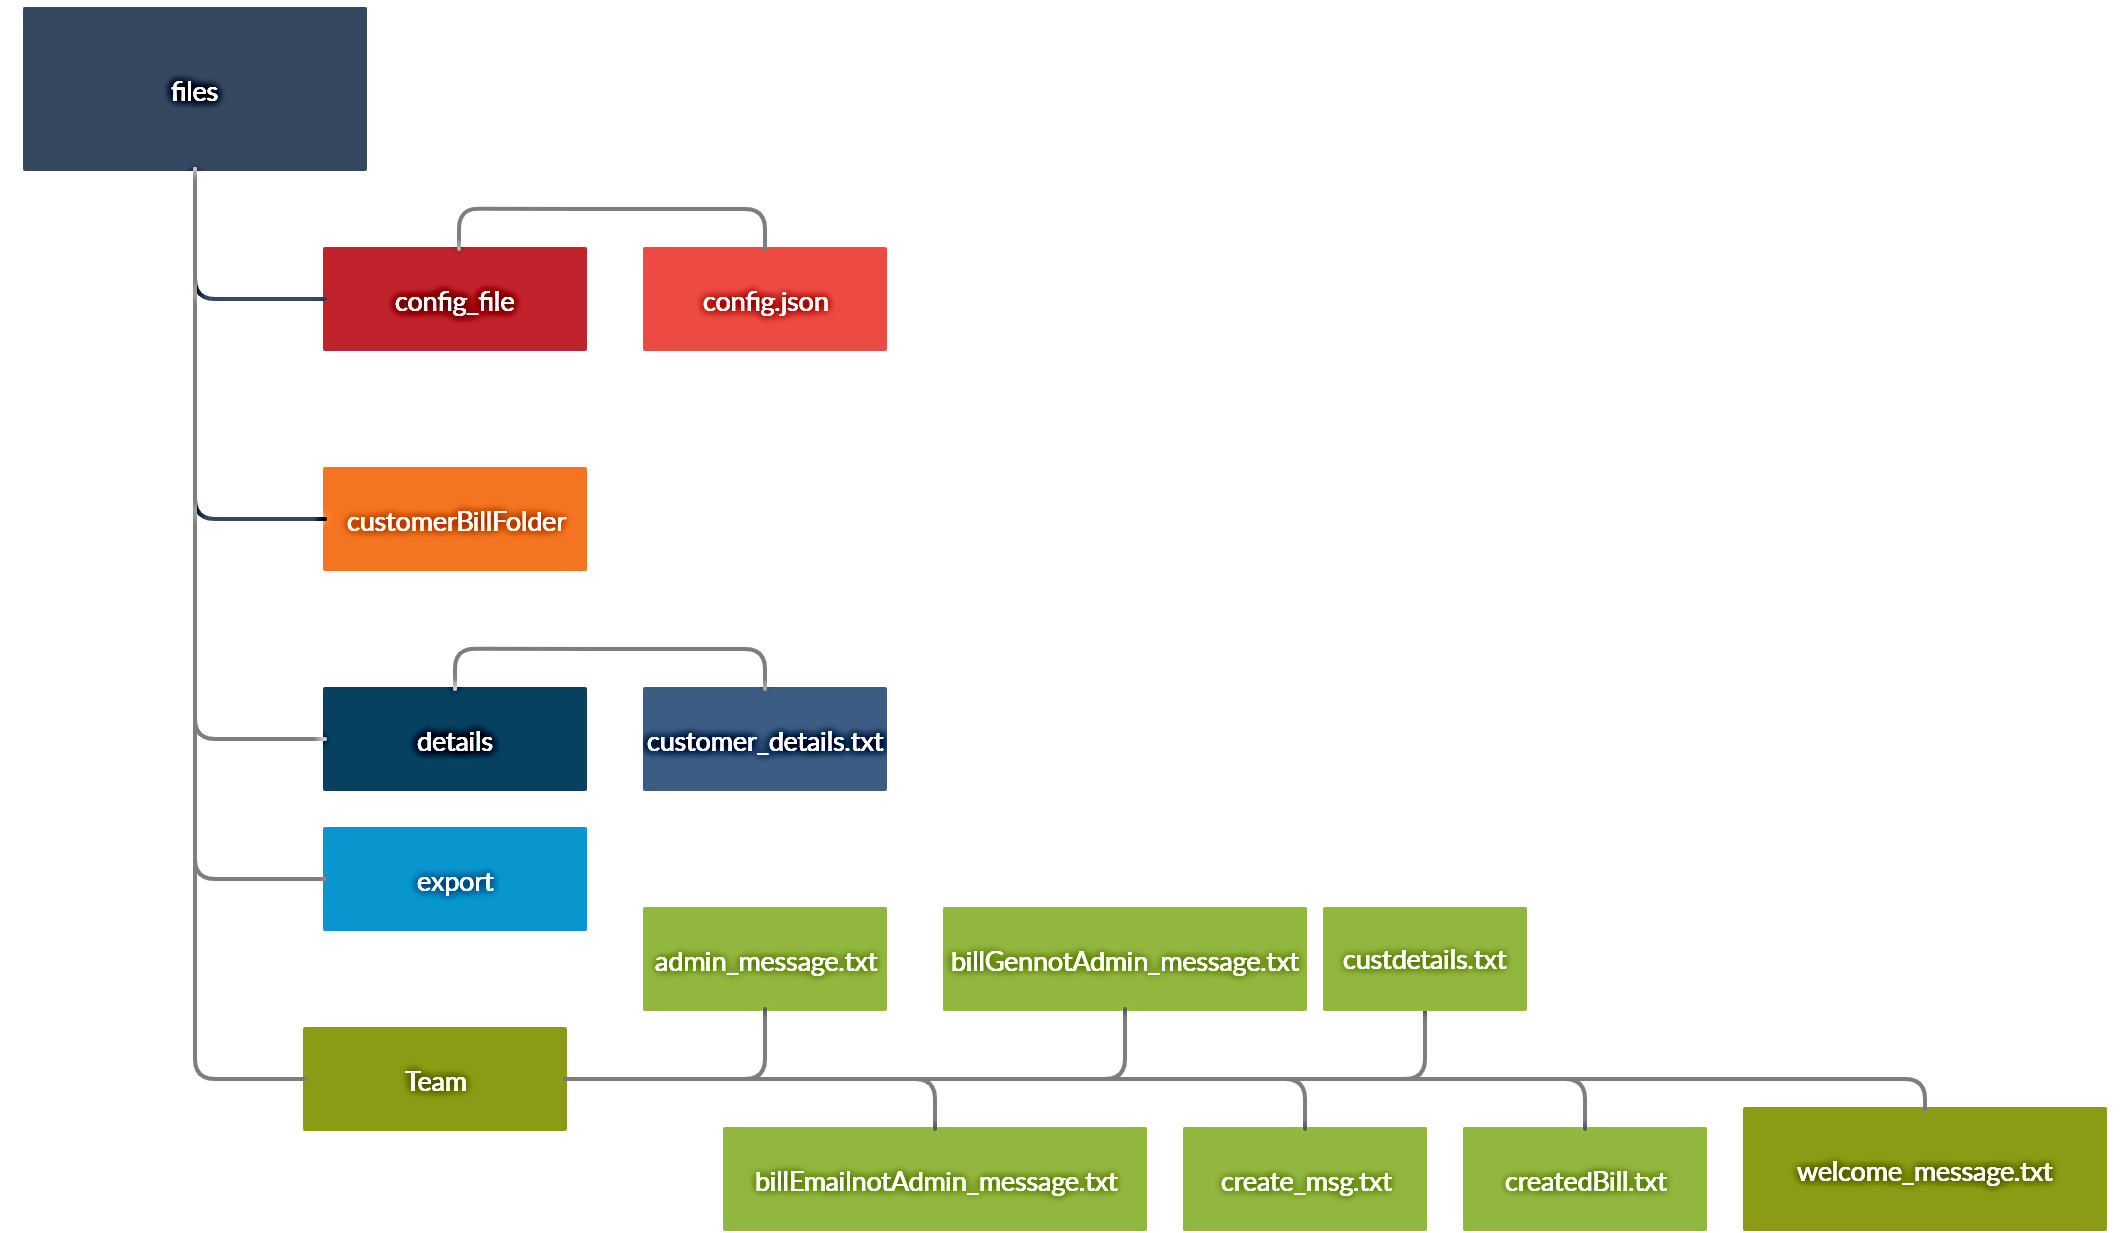 files
config_file
config.json
customerBillFolder
details
customer_details.txt
export
admin_message.txt
billGennotAdmin_message.txt
custdetails.txt
Team
billEmailnotAdmin_message.txt
create_msg.txt
createdBill.txt
welcome_message.txt